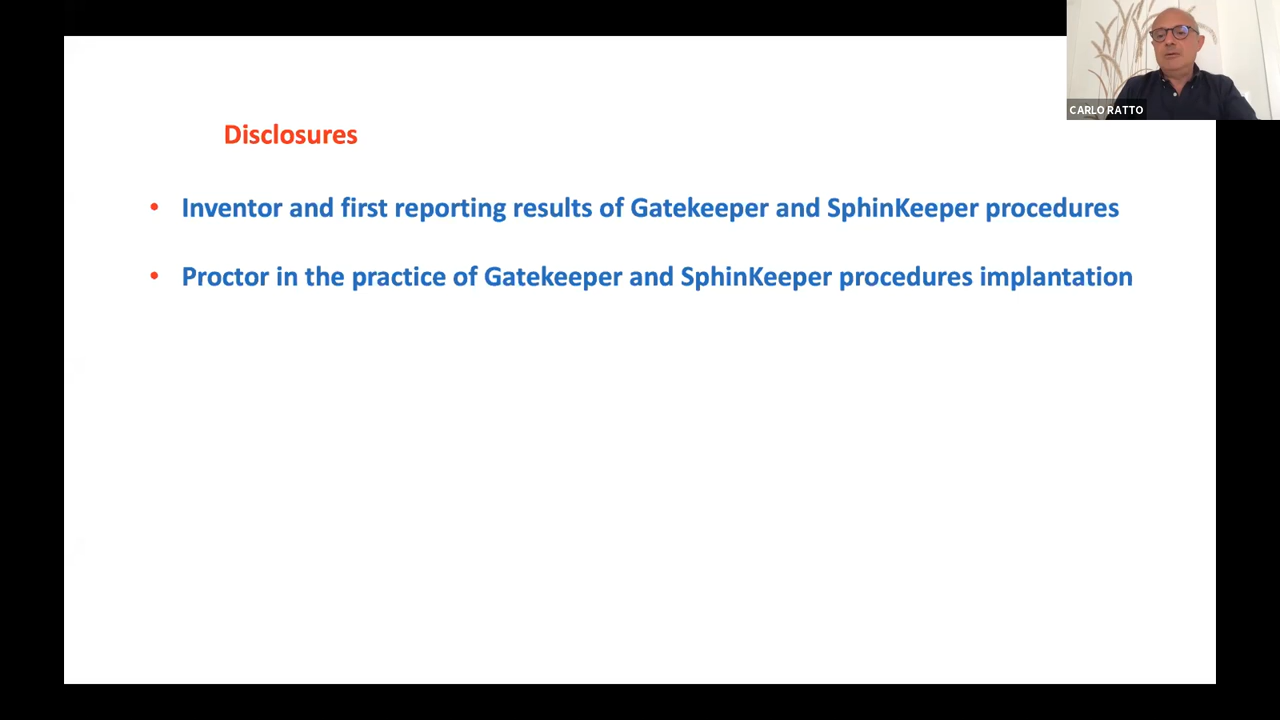 CARLO RATTO
Disclosures
• Inventor and first reporting results of Gatekeeper and SphinKeeper procedures
• Proctor in the practice of Gatekeeper and SphinKeeper procedures implantation